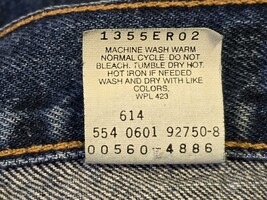 1355ER02
MACHINE WASH WARM
NORMAL CYCLE. DO NOT
BLEACH. TUMBLE DRY HOT.
HOT IRON IF NEEDED
WASH AND DRY WITH LIKE
COLORS.
WPL 423
614
554 0601 92750-8
00560-4886